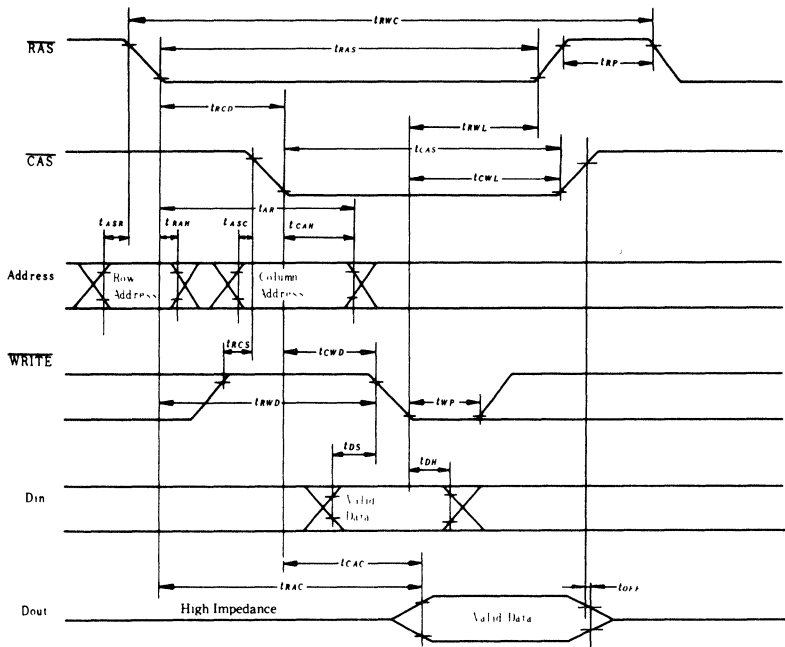 tRWC
RAS
tRAS
tRP
tRCD
tRWL
CAS
tCAS
tCWL
tAR
tASR
tRAH
tASC
tCAH
Address
Row
Address
Column
Address
tRCS
tCWD
WRITE
tRWD
tWP
tDS
tDH
Din
Valid
Data
tCAC
tRAC
tOFF
High Impedance
Dout
Valid Data